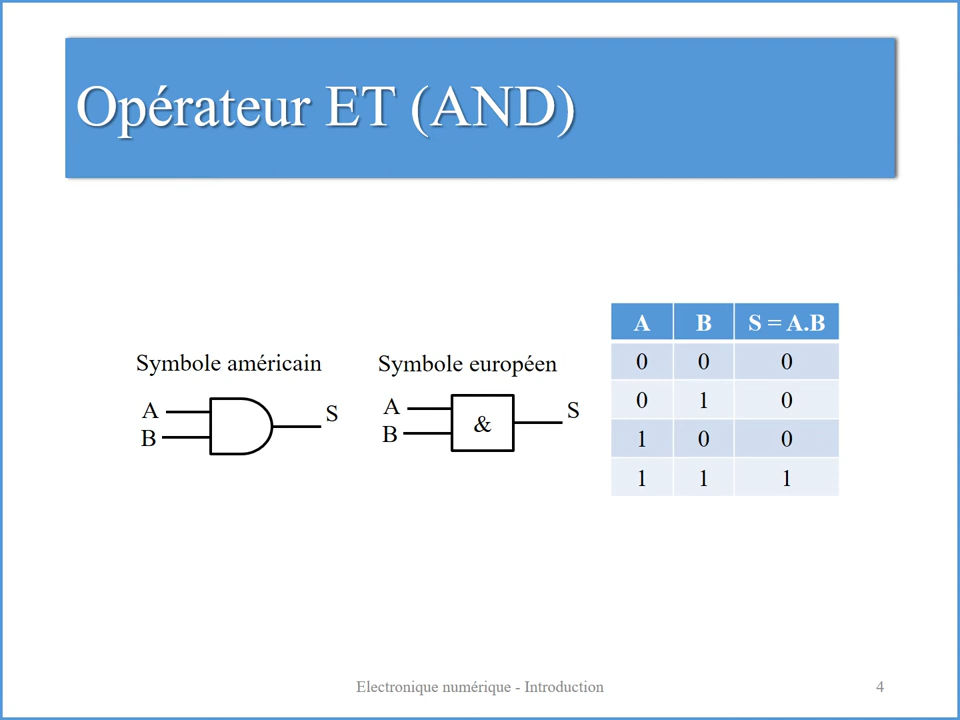 Opérateur ET (AND)
Symbole américain
A
B
S
Symbole européen
A
B
&
S
A B S = A.B
0 0 0
0 1 0
1 0 0
1 1 1
Electronique numérique - Introduction
4